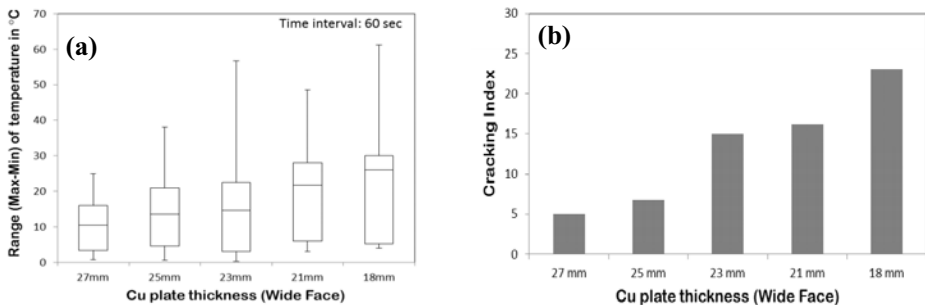 Time interval: 60 sec
(a)
Range (Max-Min) of temperature in °C
70
60
50
40
30
20
10
0
27mm 25mm 23mm 21mm 18mm
Cu plate thickness (Wide Face)
(b)
Cracking Index
30
25
20
15
10
5
0
27 mm 25 mm 23 mm 21 mm 18 mm
Cu plate thickness (Wide Face)